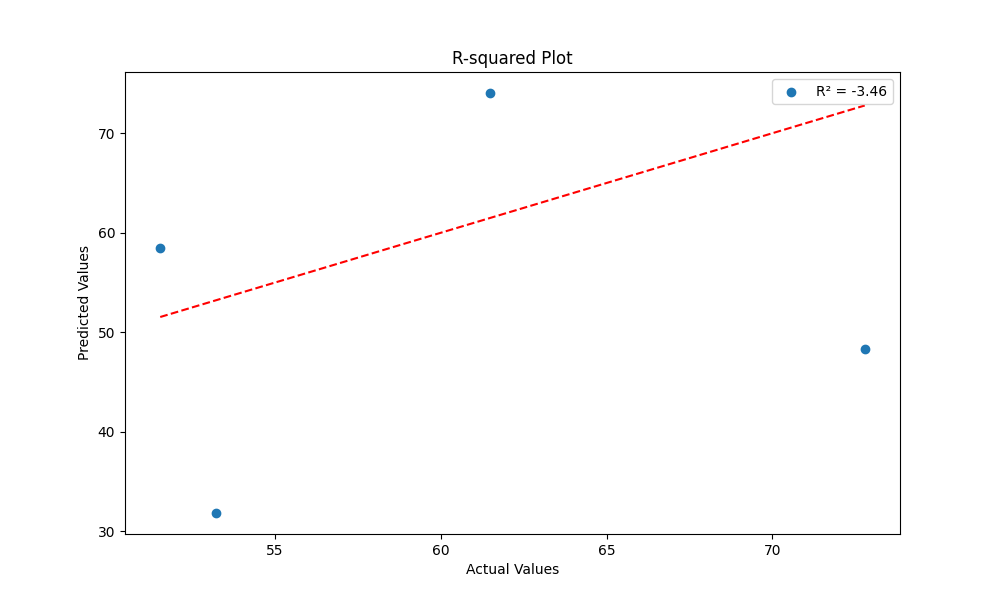 R-squared Plot
R² = -3.46
70
60
50
40
30
Predicted Values
55
60
65
70
Actual Values